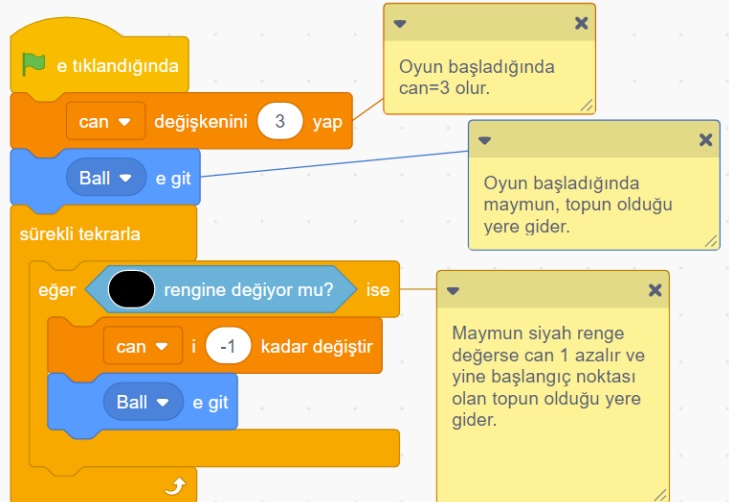 e tıklandığında
can değişkenini 3 yap
Ball e git
sürekli tekrarla
eğer rengine değiyor mu? ise
can i -1 kadar değiştir
Ball e git
Oyun başladığında
can=3 olur.
Oyun başladığında
maymun, topun olduğu
yere gider.
Maymun siyah renge
değerse can 1 azalır ve
yine başlangıç noktası
olan topun olduğu yere
gider.